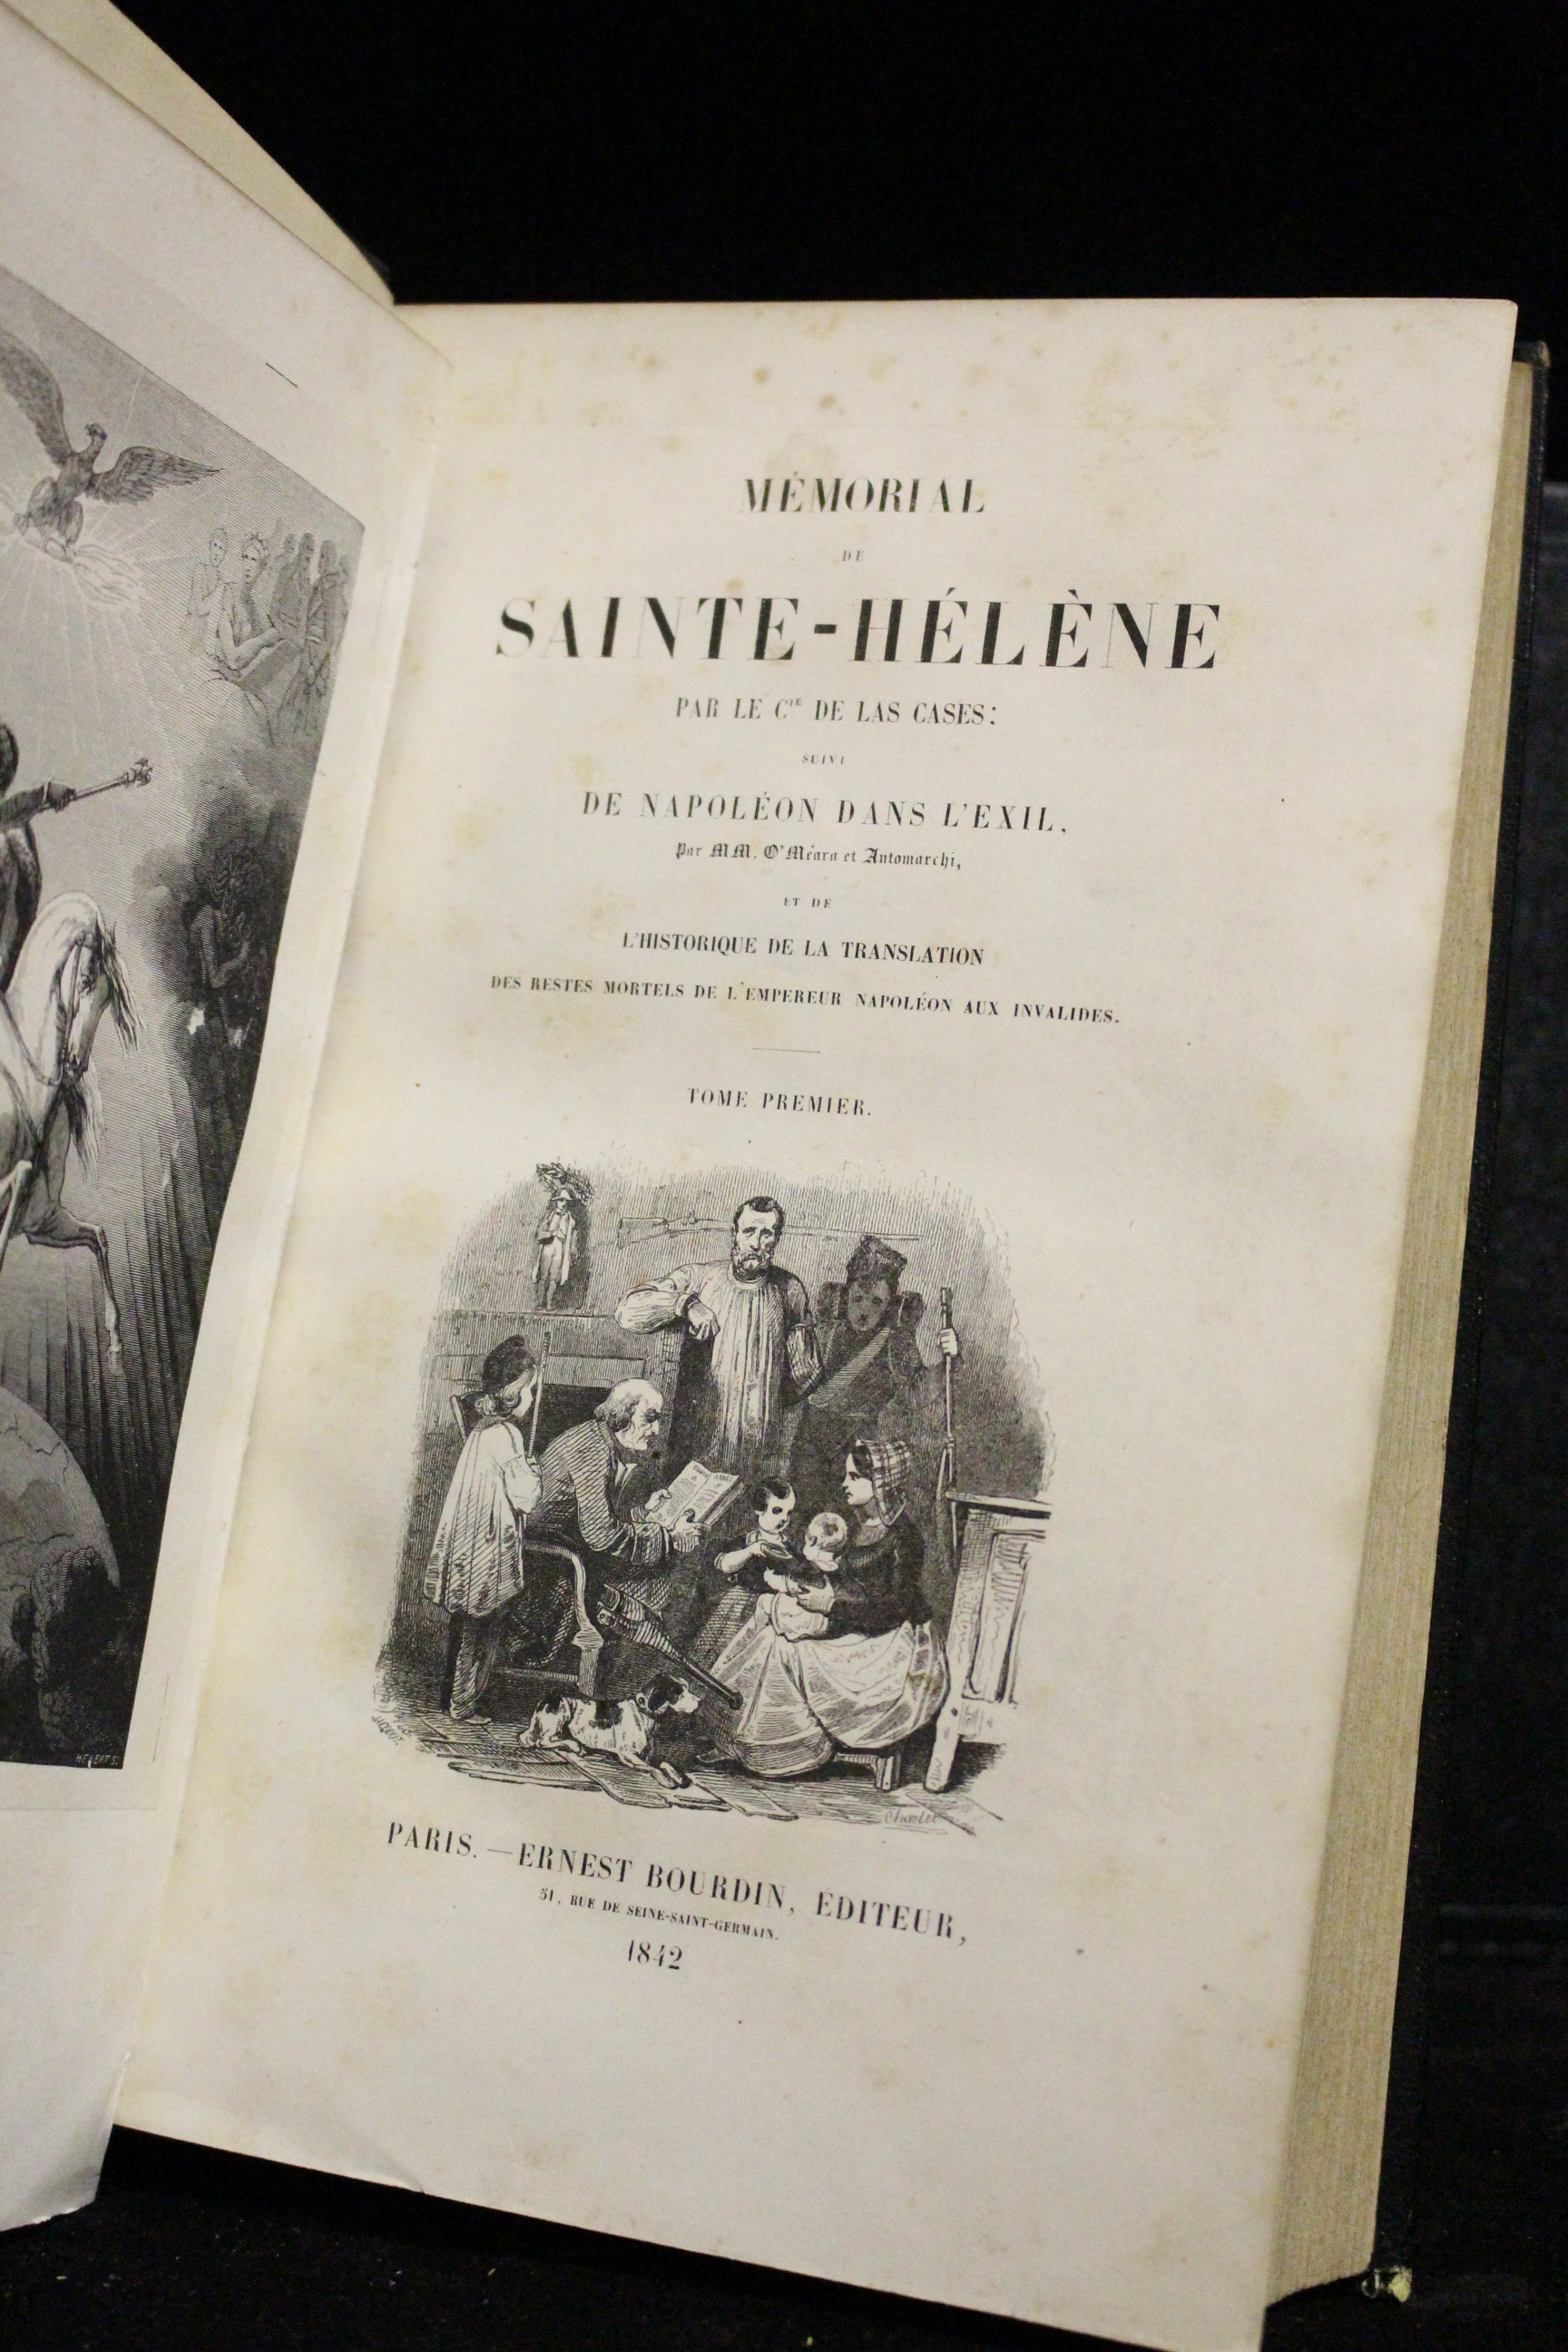 MÉMORIAL
DE
SAINTE-HÉLÈNE
PAR LE Cte DE LAS CASES:
SUIVI
DE NAPOLÉON DANS L'EXIL,
Par MM. O'Méara et Antomarchi,
ET DE
L'HISTORIQUE DE LA TRANSLATION
DES RESTES MORTELS DE L'EMPEREUR NAPOLÉON AUX INVALIDES.
TOME PREMIER.
Charlet
PARIS. — ERNEST BOURDIN, ÉDITEUR,
51, RUE DE SEINE-SAINT-GERMAIN.
1842